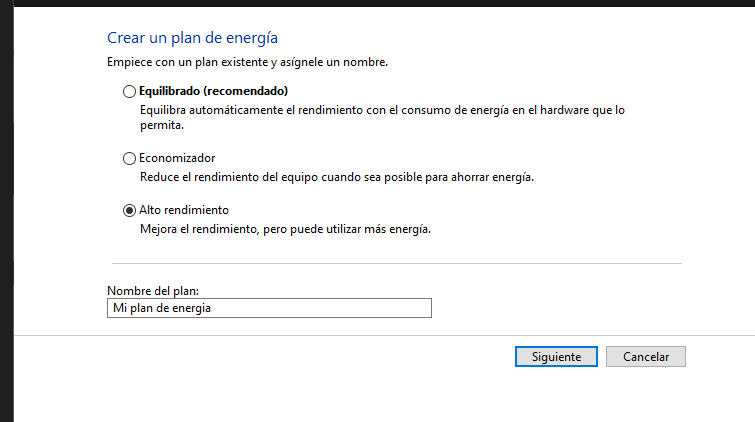 Crear un plan de energía
Empiece con un plan existente y asígnele un nombre.
Equilibrado (recomendado)
Equilibra automáticamente el rendimiento con el consumo de energía en el hardware que lo
permita.
Economizador
Reduce el rendimiento del equipo cuando sea posible para ahorrar energía.
Alto rendimiento
Mejora el rendimiento, pero puede utilizar más energía.
Nombre del plan:
Mi plan de energia
Siguiente
Cancelar